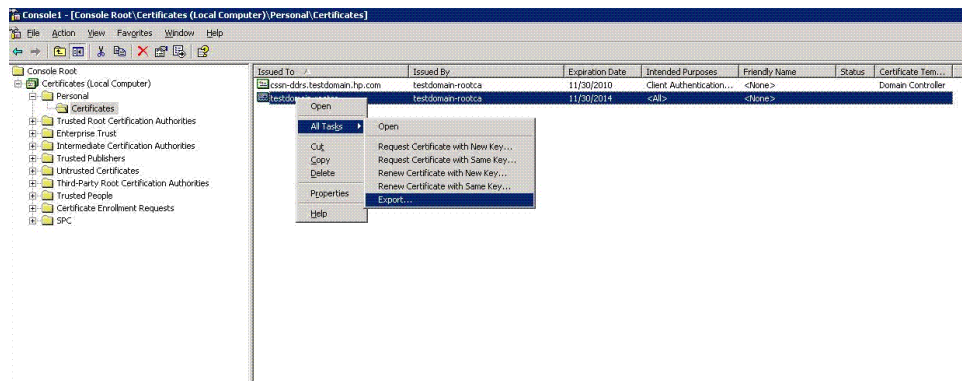 Console1 - [Console Root\Certificates (Local Computer)\Personal\Certificates]
File Action View Favorites Window Help
Console Root
Certificates (Local Computer)
Personal
Certificates
Trusted Root Certification Authorities
Enterprise Trust
Intermediate Certification Authorities
Trusted Publishers
Untrusted Certificates
Third-Party Root Certification Authorities
Trusted People
Certificate Enrollment Requests
SPC
Issued To Issued By Expiration Date Intended Purposes Friendly Name Status Certificate Tem...
cssn-ddrs.testdomain.hp.com testdomain-rootca 11/30/2010 Client Authentication... <None> Domain Controller
testdomain-rootca 11/30/2014 <All> <None>
Open
All Tasks
Cut
Copy
Delete
Properties
Help
Open
Request Certificate with New Key...
Request Certificate with Same Key...
Renew Certificate with New Key...
Renew Certificate with Same Key...
Export...